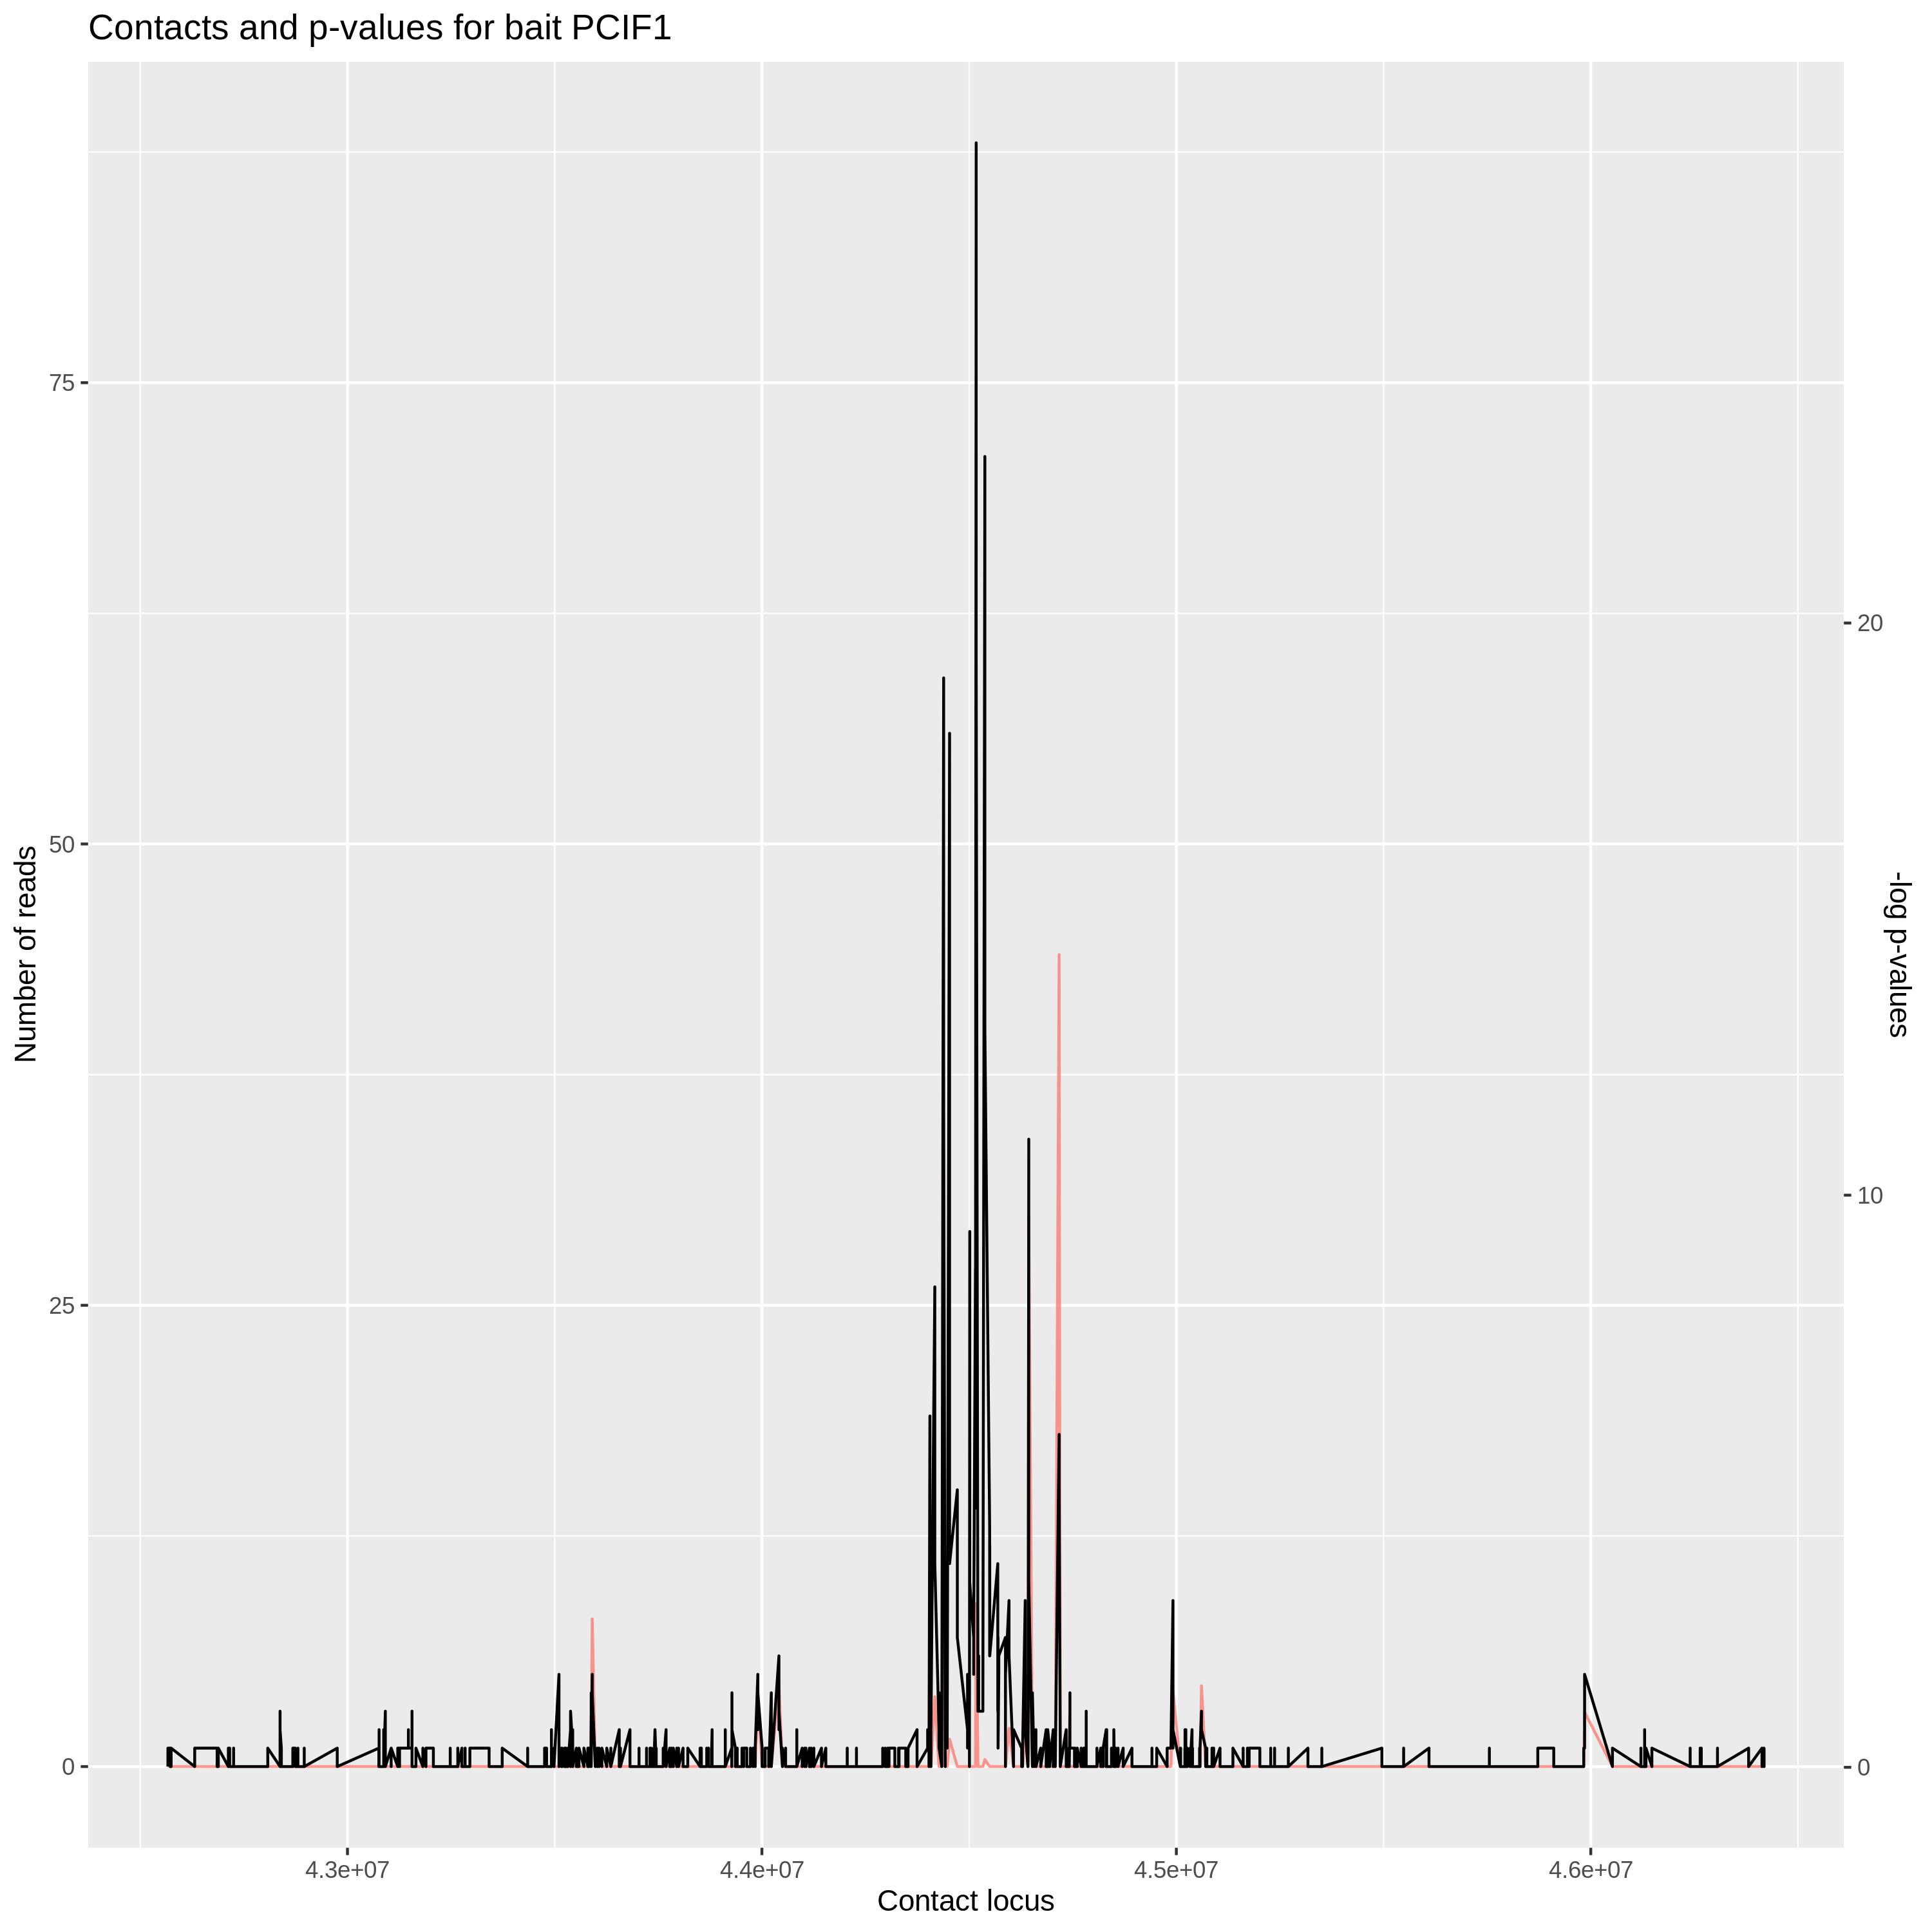 Contacts and p-values for bait PCIF1
75
50
25
0
Number of reads
20
10
0
-log p-values
4.3e+07
4.4e+07
4.5e+07
4.6e+07
Contact locus